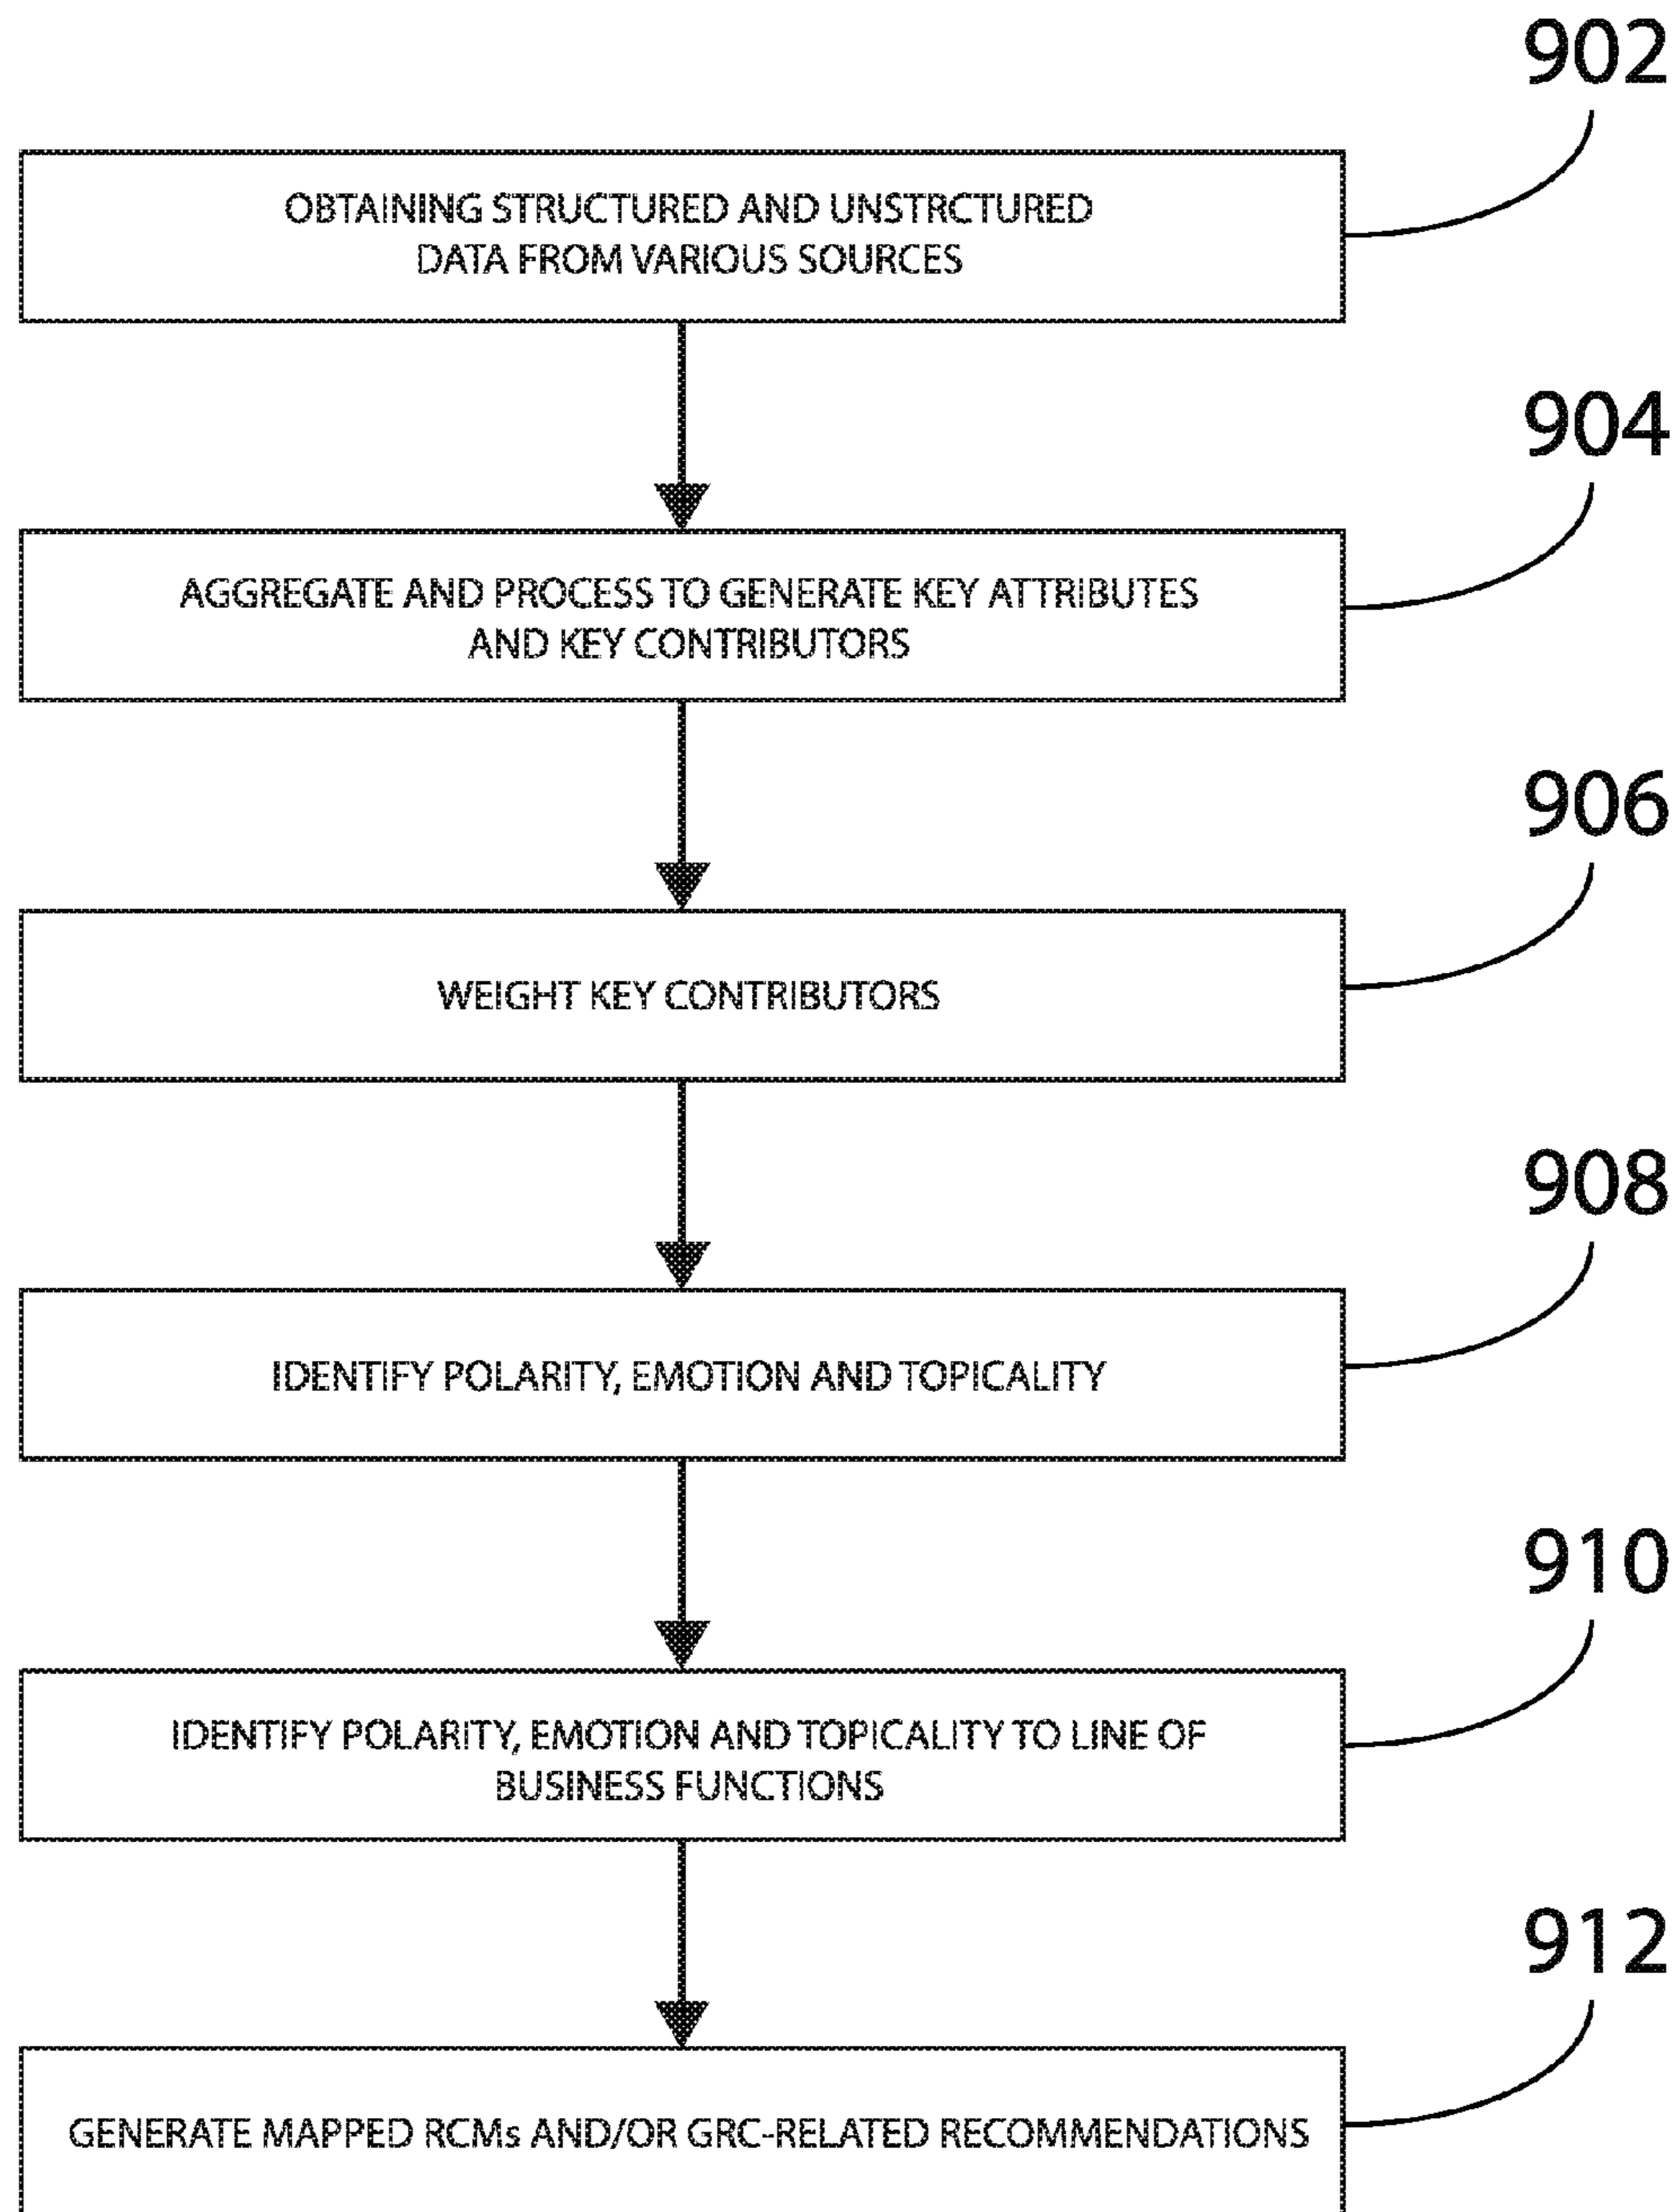 902
OBTAINING STRUCTURED AND UNSTRCTURED
DATA FROM VARIOUS SOURCES
904
AGGREGATE AND PROCESS TO GENERATE KEY ATTRIBUTES
AND KEY CONTRIBUTORS
906
WEIGHT KEY CONTRIBUTORS
908
IDENTIFY POLARITY, EMOTION AND TOPICALITY
910
IDENTIFY POLARITY, EMOTION AND TOPICALITY TO LINE OF
BUSINESS FUNCTIONS
912
GENERATE MAPPED RCMs AND/OR GRC-RELATED RECOMMENDATIONS